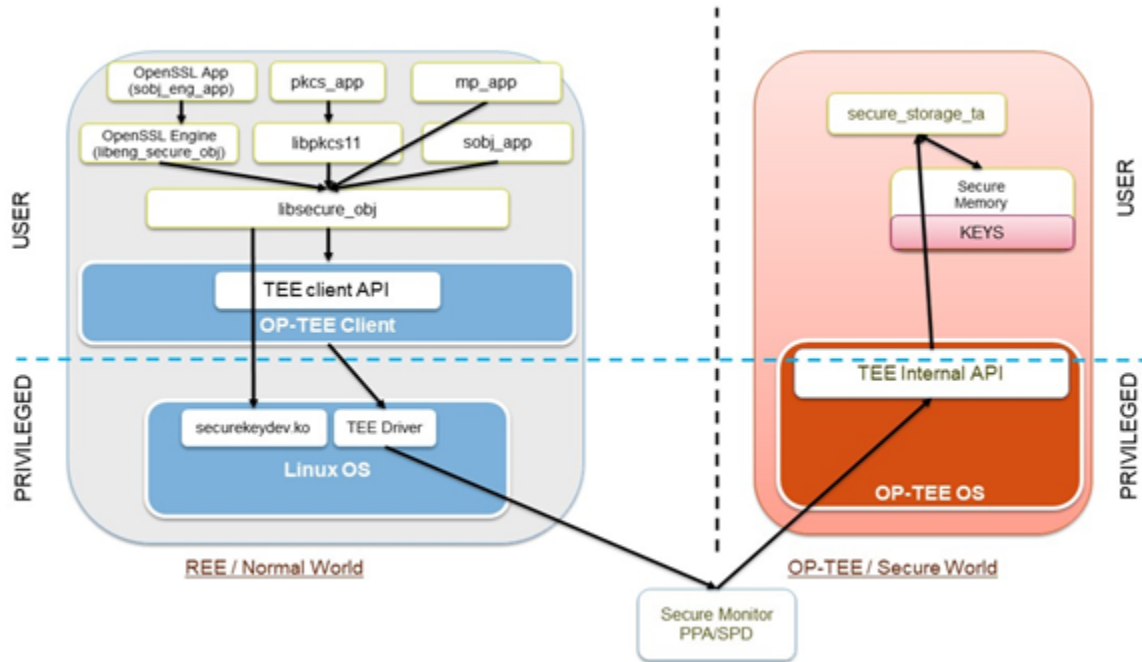 OpenSSL App
(sobj_eng_app)
pkcs_app
mp_app
OpenSSL Engine
(libeng_secure_obj)
libpkcs11
sobj_app
libsecure_obj
TEE client API
OP-TEE Client
USER
PRIVILEGED
securekeydev.ko
TEE Driver
Linux OS
REE / Normal World
Secure Monitor
PPA/SPD
secure_storage_ta
Secure
Memory
KEYS
TEE Internal API
OP-TEE OS
OP-TEE / Secure World
USER
PRIVILEGED